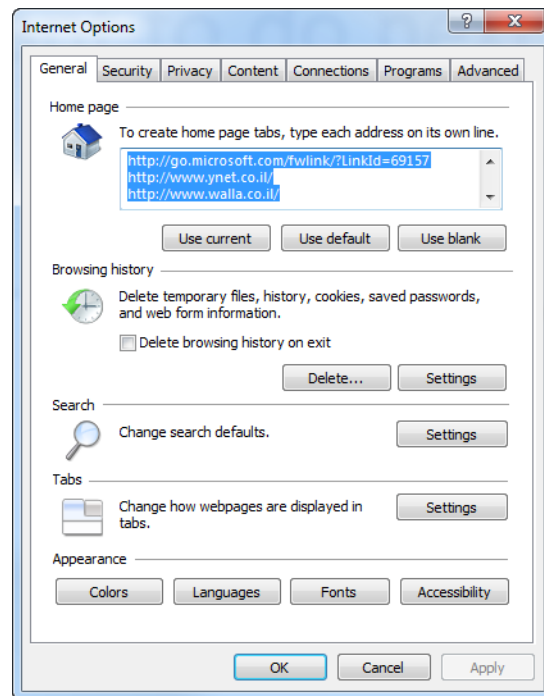 Internet Options
General Security Privacy Content Connections Programs Advanced
Home page
To create home page tabs, type each address on its own line.
http://go.microsoft.com/fwlink/?LinkId=69157
http://www.ynet.co.il/
http://www.walla.co.il/
Use current Use default Use blank
Browsing history
Delete temporary files, history, cookies, saved passwords,
and web form information.
Delete browsing history on exit
Delete... Settings
Search
Change search defaults. Settings
Tabs
Change how webpages are displayed in
tabs.
Settings
Appearance
Colors Languages Fonts Accessibility
OK Cancel Apply